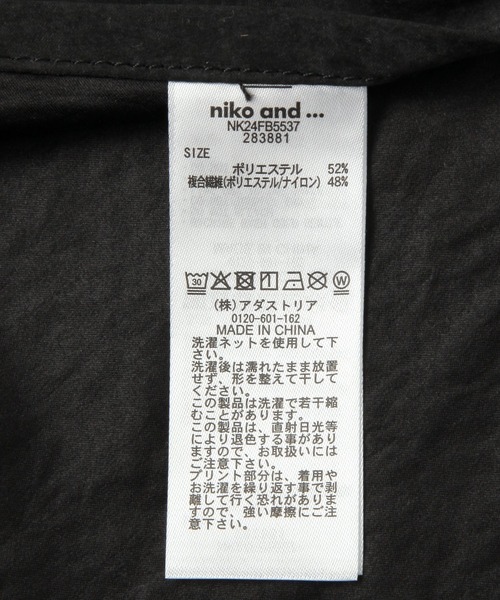 niko and ...
NK24FB5537
283881
SIZE
ポリエステル 52%
複合繊維(ポリエステル/ナイロン) 48%
30 W
(株)アダストリア
0120-601-162
MADE IN CHINA
洗濯ネットを使用して下
さい。
洗濯後は濡れたまま放置
せず、形を整えて干して
ください。
この製品は洗濯で若干縮
むことがあります。
この製品は、直射日光等
により退色する事があり
ますので、お取扱いには
ご注意下さい。
プリント部分は、着用や
お洗濯を繰り返す事で剥
離して行く恐れがありま
すので、強い摩擦にご注
意下さい。